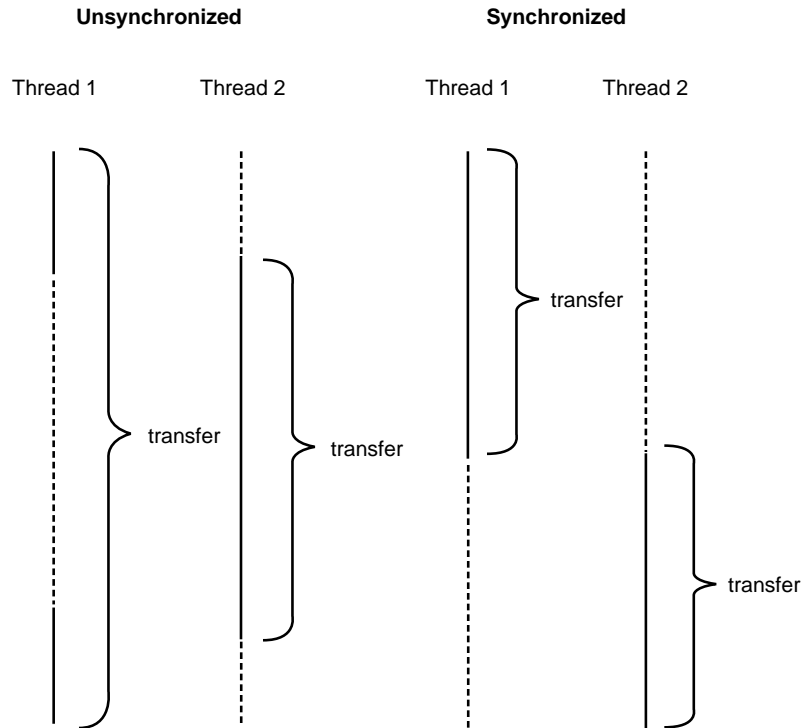 Unsynchronized
Synchronized
Thread 1
Thread 2
Thread 1
Thread 2
transfer
transfer
transfer
transfer